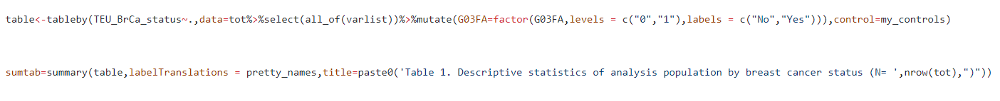 table<-tableby(TEU_BrCa_status~.,data=tot%>%select(all_of(varlist))%>%mutate(G03FA=factor(G03FA,levels = c("0","1"),labels = c("No","Yes"))),control=my_controls)
sumtab=summary(table,labelTranslations = pretty_names,title=paste0('Table 1. Descriptive statistics of analysis population by breast cancer status (N= ',nrow(tot),")"))